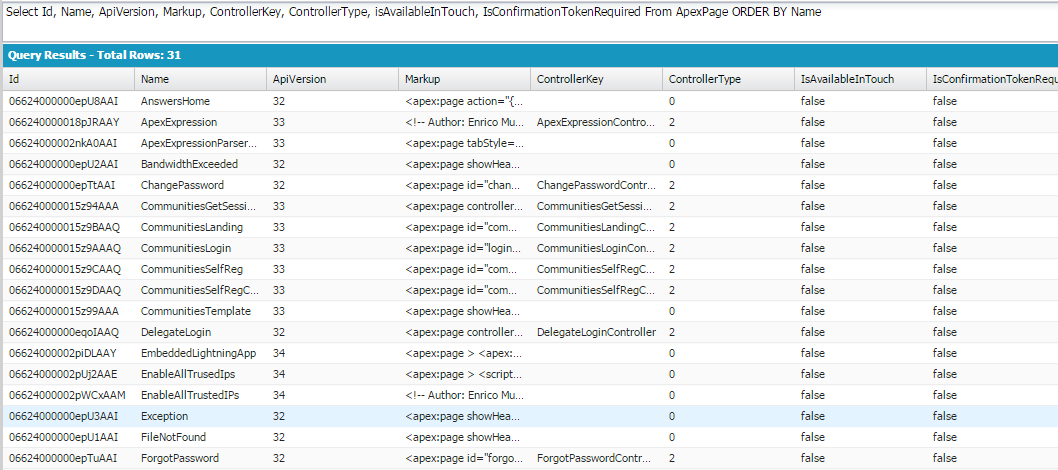 Select Id, Name, ApiVersion, Markup, ControllerKey, ControllerType, isAvailableInTouch, IsConfirmationTokenRequired From ApexPage ORDER BY Name
Query Results - Total Rows: 31
Id Name ApiVersion Markup ControllerKey ControllerType IsAvailableInTouch IsConfirmationTokenRequ
06624000000epU8AAI AnswersHome 32 <apex:page action="{... 0 false false
06624000018pJRAAY ApexExpression 33 <!-- Author: Enrico Mu... ApexExpressionContro... 2 false false
06624000002nkA0AAI ApexExpressionParser... 33 <apex:page tabStyle=... 0 false false
06624000000epU2AAI BandwidthExceeded 32 <apex:page showHea... 0 false false
06624000000epTtAAI ChangePassword 32 <apex:page id="chan... ChangePasswordContr... 2 false false
06624000015z94AAA CommunitiesGetSessi... 33 <apex:page controller... CommunitiesGetSessi... 2 false false
06624000015z9BAAQ CommunitiesLanding 33 <apex:page id="com... CommunitiesLandingC... 2 false false
06624000015z9AAAQ CommunitiesLogin 33 <apex:page id="login... CommunitiesLoginCon... 2 false false
06624000015z9CAAQ CommunitiesSelfReg 33 <apex:page id="com... CommunitiesSelfRegC... 2 false false
06624000015z9DAAQ CommunitiesSelfRegC... 33 <apex:page id="com... CommunitiesSelfRegC... 2 false false
06624000015z99AAA CommunitiesTemplate 33 <apex:page showHea... 0 false false
06624000000eqoIAAQ DelegateLogin 32 <apex:page controller... DelegateLoginController 2 false false
06624000002piDLAAY EmbeddedLightningApp 34 <apex:page > <apex:... 0 false false
06624000002pUj2AAE EnableAllTrusedIps 34 <apex:page > <script... 0 false false
06624000002pWCxAAM EnableAllTrustedIPs 34 <!-- Author: Enrico Mu... 0 false false
06624000000epU3AAI Exception 32 <apex:page showHea... 0 false false
06624000000epU1AAI FileNotFound 32 <apex:page showHea... 0 false false
06624000000epTuAAI ForgotPassword 32 <apex:page id="forgo... ForgotPasswordContr... 2 false false